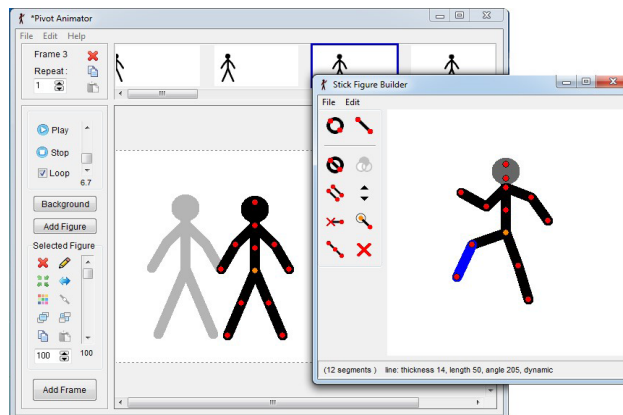 *Pivot Animator
File Edit Help
Frame 3
Repeat :
1
Play
Stop
Loop
6.7
Background
Add Figure
Selected Figure
100
100
Add Frame
Stick Figure Builder
File Edit
(12 segments ) line: thickness 14, length 50, angle 205, dynamic